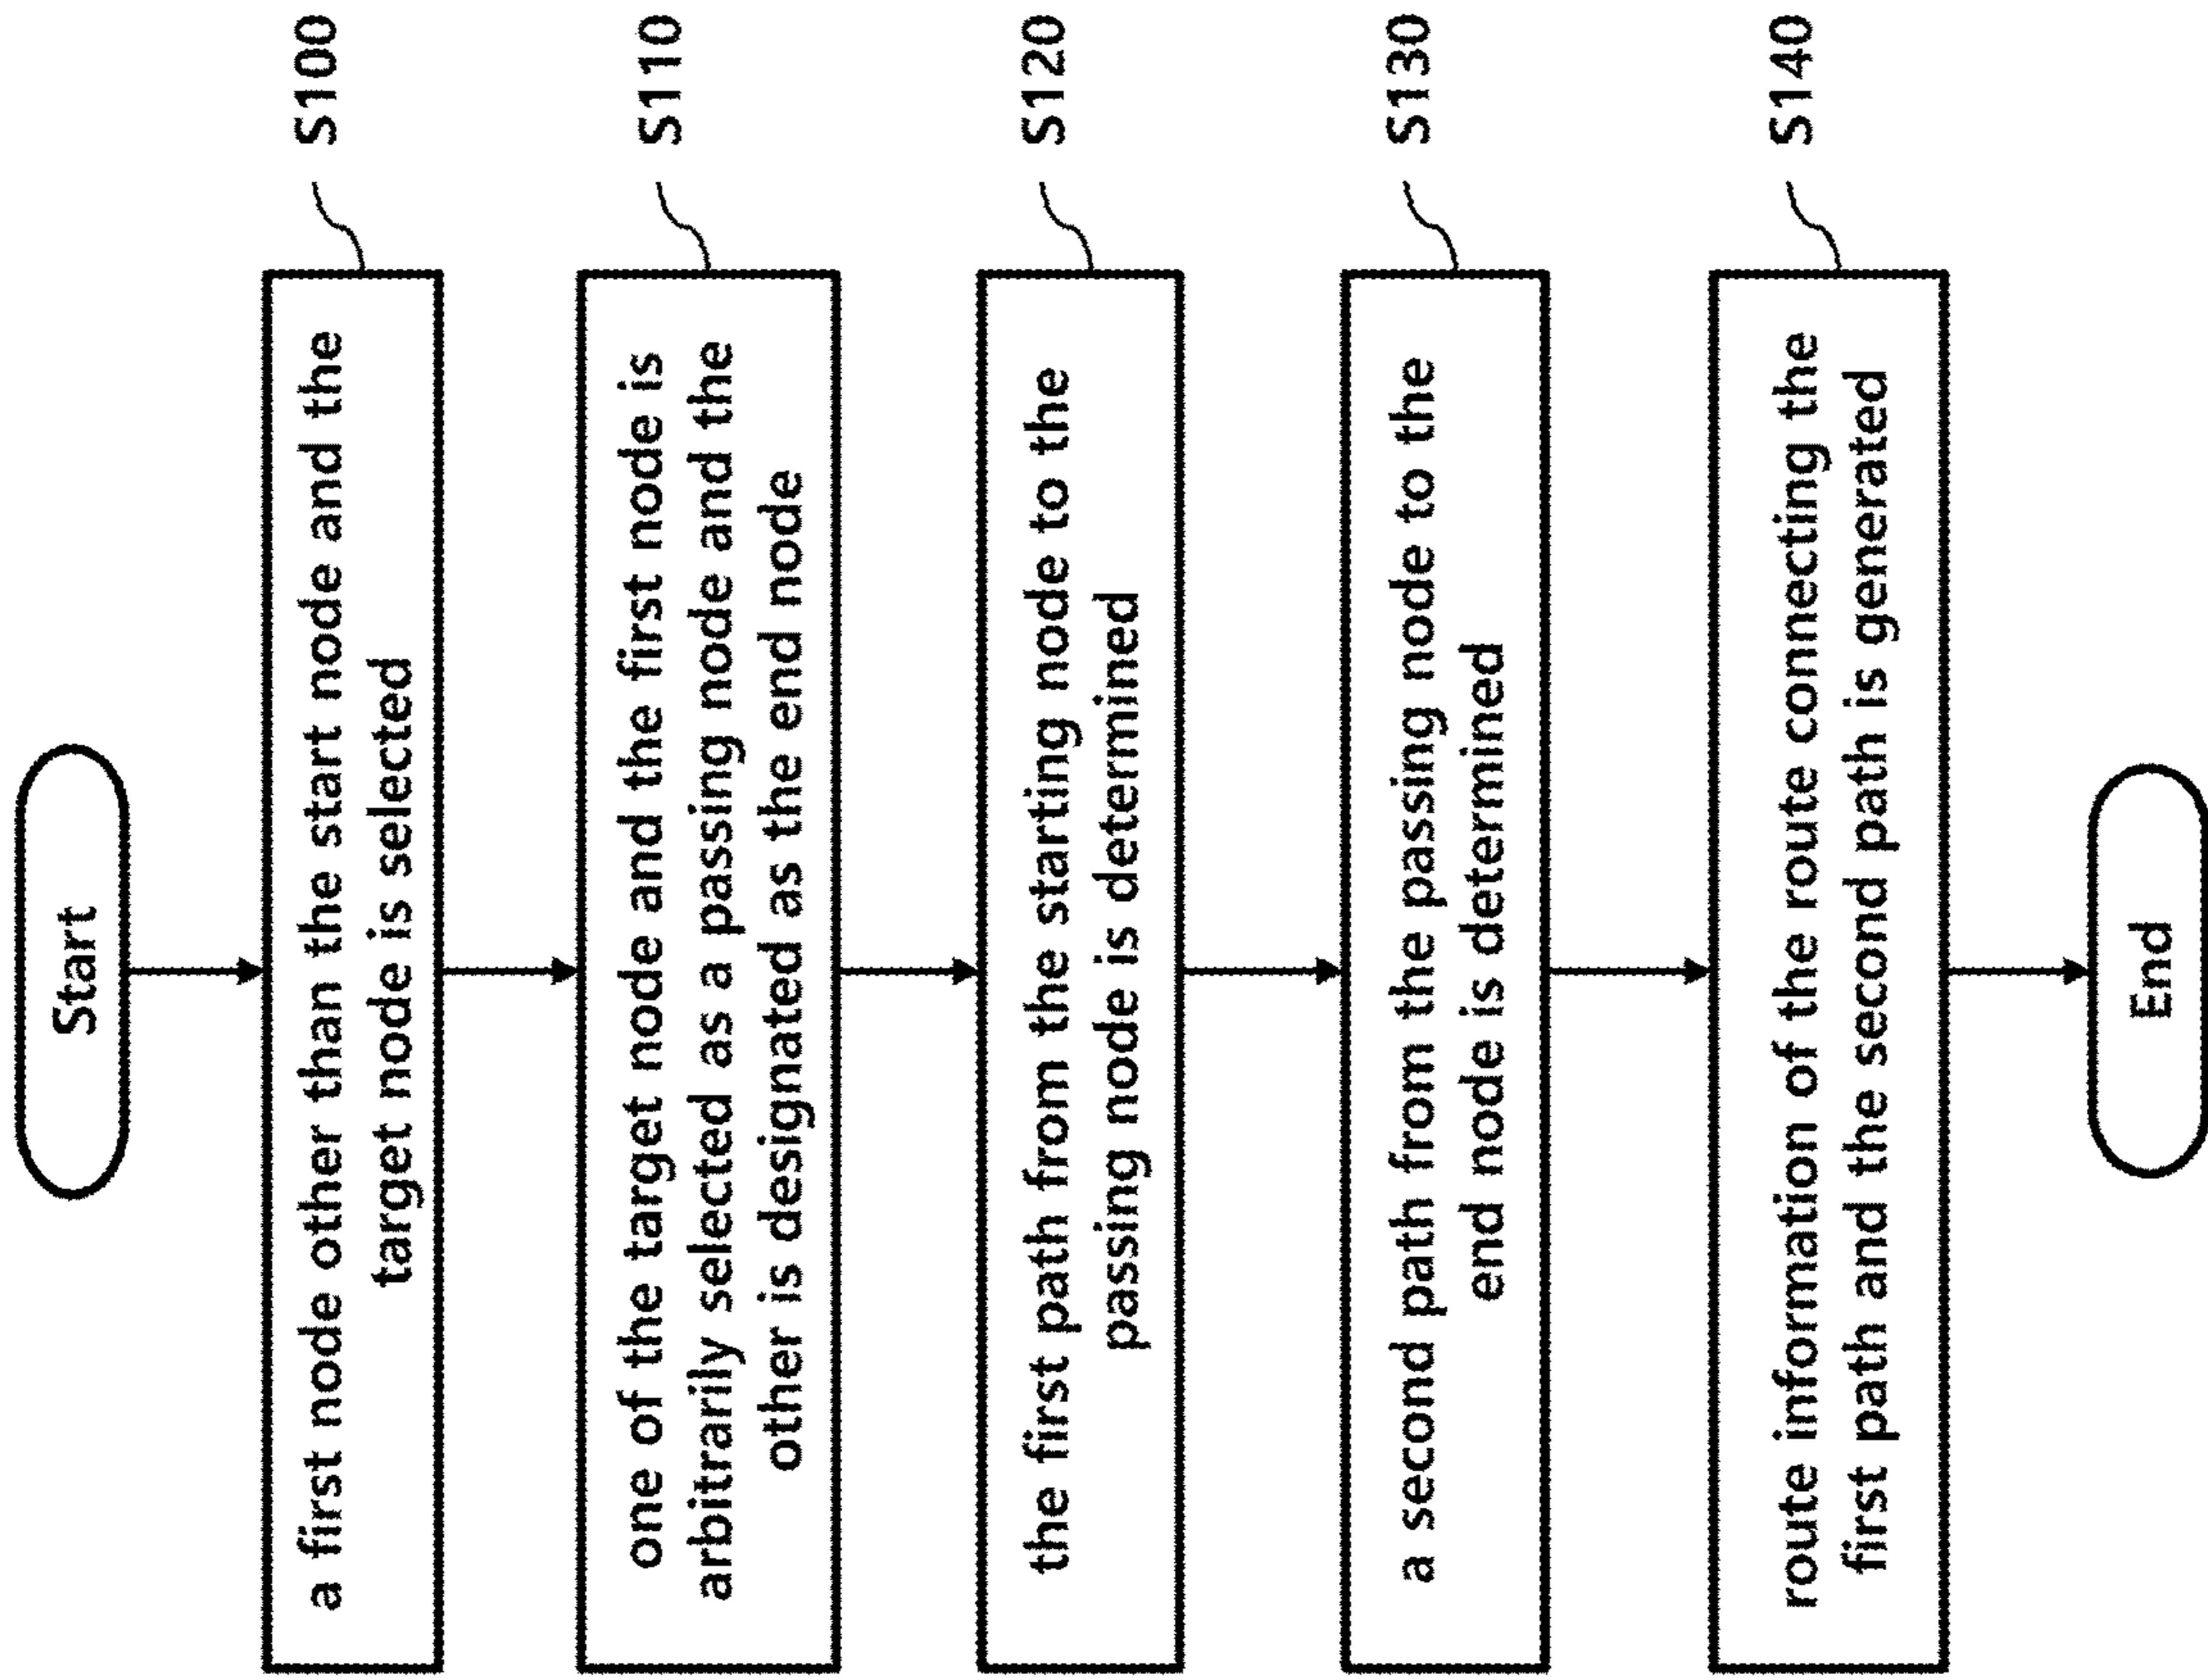 Start
a first node other than the start node and the
target node is selected
S100
one of the target node and the first node is
arbitrarily selected as a passing node and the
other is designated as the end node
S110
the first path from the starting node to the
passing node is determined
S120
a second path from the passing node to the
end node is determined
S130
route information of the route connecting the
first path and the second path is generated
S140
End